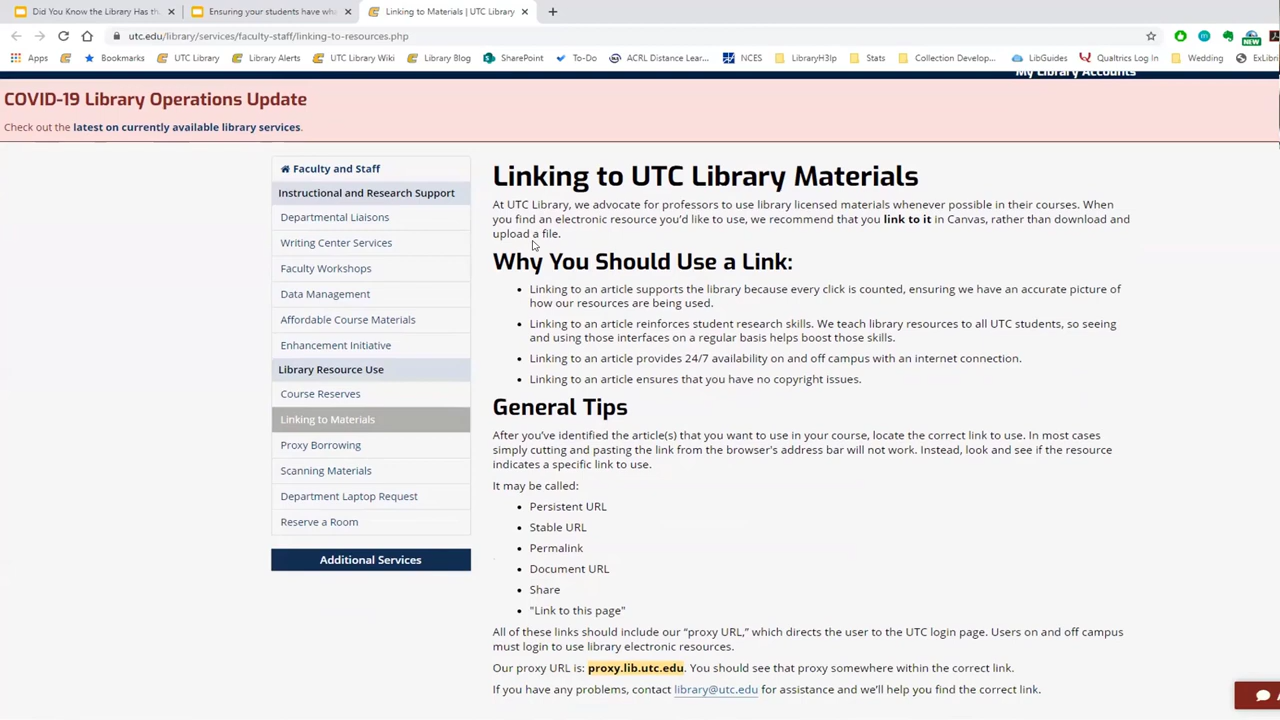 Did You Know the Library Has th
Ensuring your students have wha
Linking to Materials | UTC Library
utc.edu/library/services/faculty-staff/linking-to-resources.php
Apps Bookmarks UTC Library Library Alerts UTC Library Wiki Library Blog SharePoint To-Do ACRL Distance Lear... NCES LibraryH3lp Stats Collection Develop... LibGuides Qualtrics Log In Wedding ExLibri
NEW
My Library Accounts
COVID-19 Library Operations Update
Check out the latest on currently available library services.
Faculty and Staff
Instructional and Research Support
Departmental Liaisons
Writing Center Services
Faculty Workshops
Data Management
Affordable Course Materials
Enhancement Initiative
Library Resource Use
Course Reserves
Linking to Materials
Proxy Borrowing
Scanning Materials
Department Laptop Request
Reserve a Room
Additional Services
Linking to UTC Library Materials
At UTC Library, we advocate for professors to use library licensed materials whenever possible in their courses. When
you find an electronic resource you'd like to use, we recommend that you link to it in Canvas, rather than download and
upload a file.
Why You Should Use a Link:
• Linking to an article supports the library because every click is counted, ensuring we have an accurate picture of
how our resources are being used.
• Linking to an article reinforces student research skills. We teach library resources to all UTC students, so seeing
and using those interfaces on a regular basis helps boost those skills.
• Linking to an article provides 24/7 availability on and off campus with an internet connection.
• Linking to an article ensures that you have no copyright issues.
General Tips
After you've identified the article(s) that you want to use in your course, locate the correct link to use. In most cases
simply cutting and pasting the link from the browser's address bar will not work. Instead, look and see if the resource
indicates a specific link to use.
It may be called:
• Persistent URL
• Stable URL
• Permalink
• Document URL
• Share
• "Link to this page"
All of these links should include our “proxy URL,” which directs the user to the UTC login page. Users on and off campus
must login to use library electronic resources.
Our proxy URL is: proxy.lib.utc.edu. You should see that proxy somewhere within the correct link.
If you have any problems, contact library@utc.edu for assistance and we'll help you find the correct link.